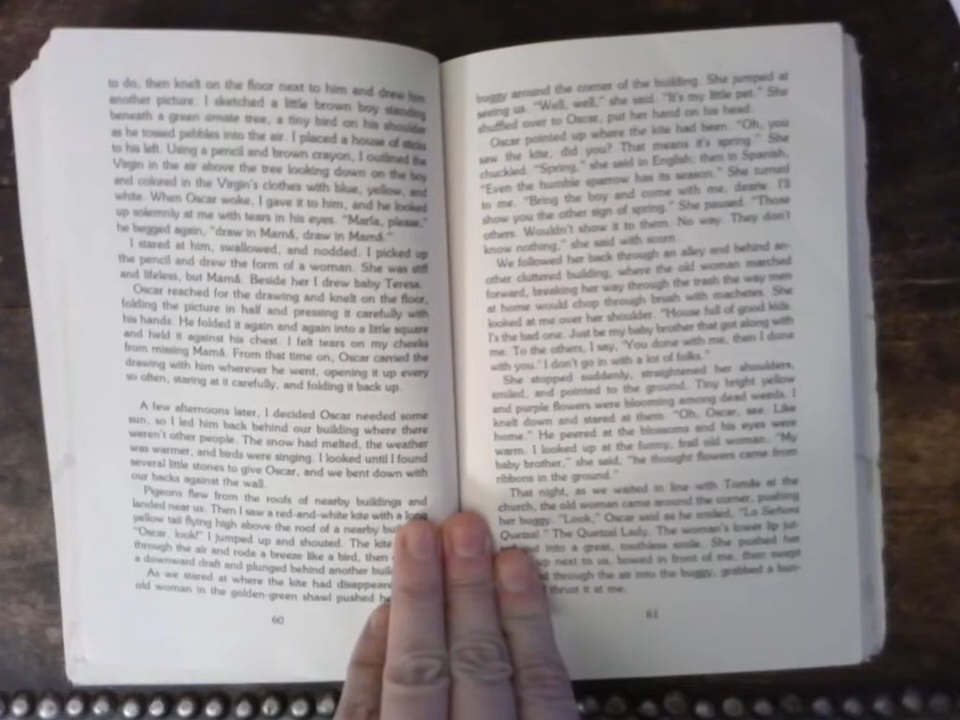 to do, then knelt on the floor next to him and drew him
another picture. I sketched a little brown boy standing
beneath a green ornate tree, a tiny bird on his shoulder
as he tossed pebbles into the air. I placed a house of sticks
to his left. Using a pencil and brown crayon, I outlined the
Virgin in the air above the tree looking down on the boy
and colored in the Virgin's clothes with blue, yellow, and
white. When Oscar woke, I gave it to him, and he looked
up solemnly at me with tears in his eyes. "María, please,"
he begged again, "draw in Mamá, draw in Mamá."
I stared at him, swallowed, and nodded. I picked up
the pencil and drew the form of a woman. She was stiff
and lifeless, but Mamá. Beside her I drew baby Teresa.
Oscar reached for the drawing and knelt on the floor,
folding the picture in half and pressing it carefully with
his hands. He folded it again and again into a little square
and held it against his chest. I felt tears on my cheeks
from missing Mamá. From that time on, Oscar carried the
drawing with him wherever he went, opening it up every
so often, staring at it carefully, and folding it back up.
A few afternoons later, I decided Oscar needed some
sun, so I led him back behind our building where there
weren't other people. The snow had melted, the weather
was warmer, and birds were singing. I looked until I found
several little stones to give Oscar, and we bent down with
our backs against the wall.
Pigeons flew from the roofs of nearby buildings and
landed near us. Then I saw a red-and-white kite with a long
yellow tail flying high above the roof of a nearby
"Oscar, look!" I jumped up and shouted. The kite
through the air and rode a breeze like a bird, then
a downward draft and plunged behind another
As we stared at where the kite had
old woman in the golden-green shawl pushed
60
buggy around the corner of the building. She jumped at
seeing us. "Well, well," she said. "It's my little pet." She
shuffled over to Oscar, put her hand on his head.
Oscar pointed up where the kite had been. "Oh, you
saw the kite, did you? That means it's spring." She
chuckled. "Spring," she said in English; then in Spanish,
"Even the humble sparrow has its season." She turned
to me. "Bring the boy and come with me, dearie. I'll
show you the other sign of spring." She paused. "Those
others. Wouldn't show it to them. No way. They don't
know nothing," she said with scorn.
We followed her back through an alley and behind an-
other cluttered building, where the old woman marched
forward, breaking her way through the trash the way men
at home would chop through brush with machetes. She
looked at me over her shoulder. "House full of good kids.
I's the bad one. Just be my baby brother that got along with
me. To the others, I say, 'You done with me, then I done
with you.' I don't go in with a lot of folks."
She stopped suddenly, straightened her shoulders,
smiled, and pointed to the ground. Tiny bright yellow
and purple flowers were blooming among dead weeds. I
knelt down and stared at them. "Oh, Oscar, see. Like
home." He peered at the blossoms and his eyes were
warm. I looked up at the funny, frail old woman. "My
baby brother," she said, "he thought flowers came from
ribbons in the ground."
That night, as we waited in line with Tomás at the
church, the old woman came around the corner, pushing
her buggy. "Look," Oscar said as he smiled, "La Señora
Quetzal." The Quetzal Lady. The woman's lower lip jut-
into a great, toothless smile. She pushed her
up next to us, bowed in front of me, then swept
through the air into the buggy, grabbed a bun-
thrust it at me.
61